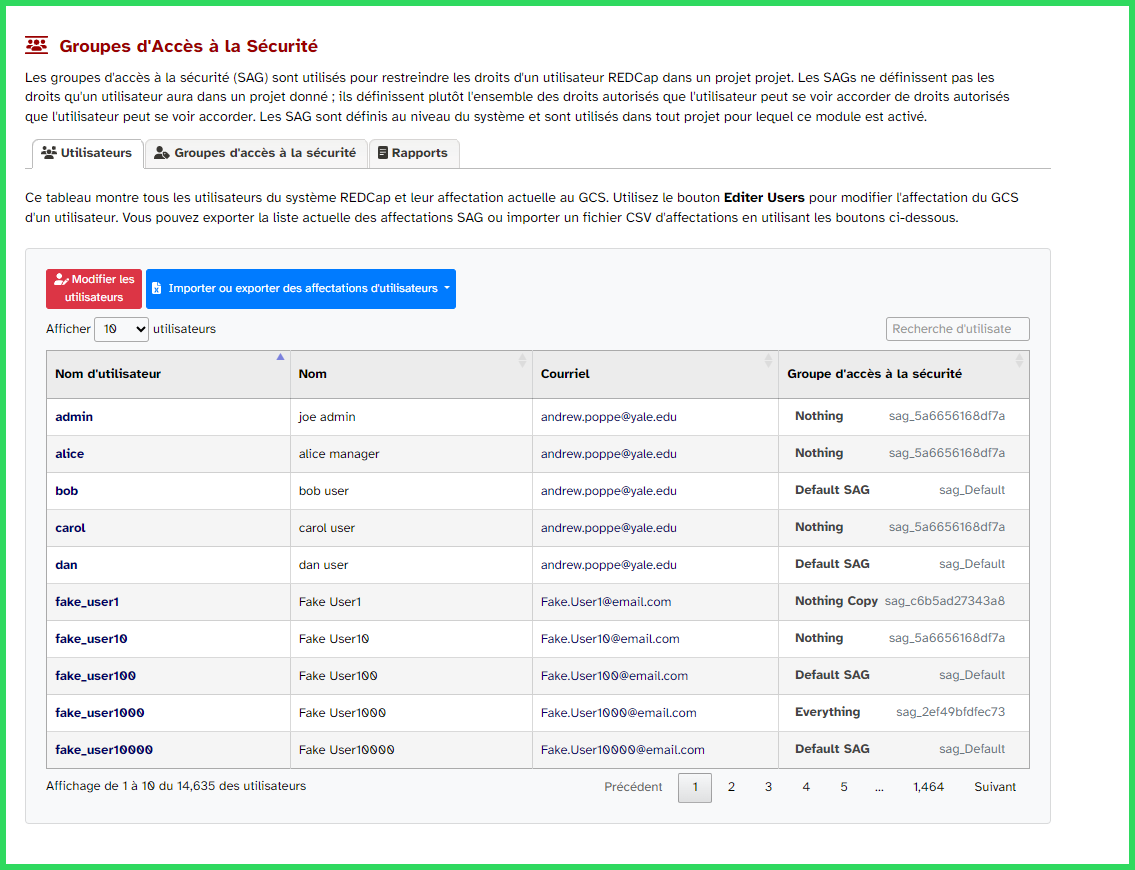 Groupes d'Accès à la Sécurité
Les groupes d'accès à la sécurité (SAG) sont utilisés pour restreindre les droits d'un utilisateur REDCap dans un projet projet. Les SAGs ne définissent pas les
droits qu'un utilisateur aura dans un projet donné ; ils définissent plutôt l'ensemble des droits autorisés que l'utilisateur peut se voir accorder de droits autorisés
que l'utilisateur peut se voir accorder. Les SAG sont définis au niveau du système et sont utilisés dans tout projet pour lequel ce module est activé.
Utilisateurs Groupes d'accès à la sécurité Rapports
Ce tableau montre tous les utilisateurs du système REDCap et leur affectation actuelle au GCS. Utilisez le bouton Editer Users pour modifier l'affectation du GCS
d'un utilisateur. Vous pouvez exporter la liste actuelle des affectations SAG ou importer un fichier CSV d'affectations en utilisant les boutons ci-dessous.
Modifier les
utilisateurs
Importer ou exporter des affectations d'utilisateurs
Afficher 10 utilisateurs Recherche d'utilisate
Nom d'utilisateur Nom Courriel Groupe d'accès à la sécurité
admin joe admin andrew.poppe@yale.edu Nothing sag_5a6656168df7a
alice alice manager andrew.poppe@yale.edu Nothing sag_5a6656168df7a
bob bob user andrew.poppe@yale.edu Default SAG sag_Default
carol carol user andrew.poppe@yale.edu Nothing sag_5a6656168df7a
dan dan user andrew.poppe@yale.edu Default SAG sag_Default
fake_user1 Fake User1 Fake.User1@email.com Nothing Copy sag_c6b5ad27343a8
fake_user10 Fake User10 Fake.User10@email.com Nothing sag_5a6656168df7a
fake_user100 Fake User100 Fake.User100@email.com Default SAG sag_Default
fake_user1000 Fake User1000 Fake.User1000@email.com Everything sag_2ef49bfdfec73
fake_user10000 Fake User10000 Fake.User10000@email.com Default SAG sag_Default
Affichage de 1 à 10 du 14,635 des utilisateurs Précédent 1 2 3 4 5 ... 1,464 Suivant